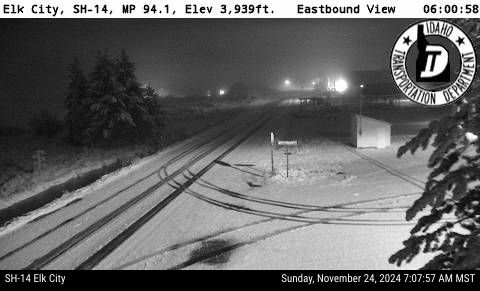 Elk City, SH-14, MP 94.1, Elev 3,939ft. Eastbound View 06:00:58
IDAHO
TRANSPORTATION DEPARTMENT
SH-14 Elk City Sunday, November 24, 2024 7:07:57 AM MST